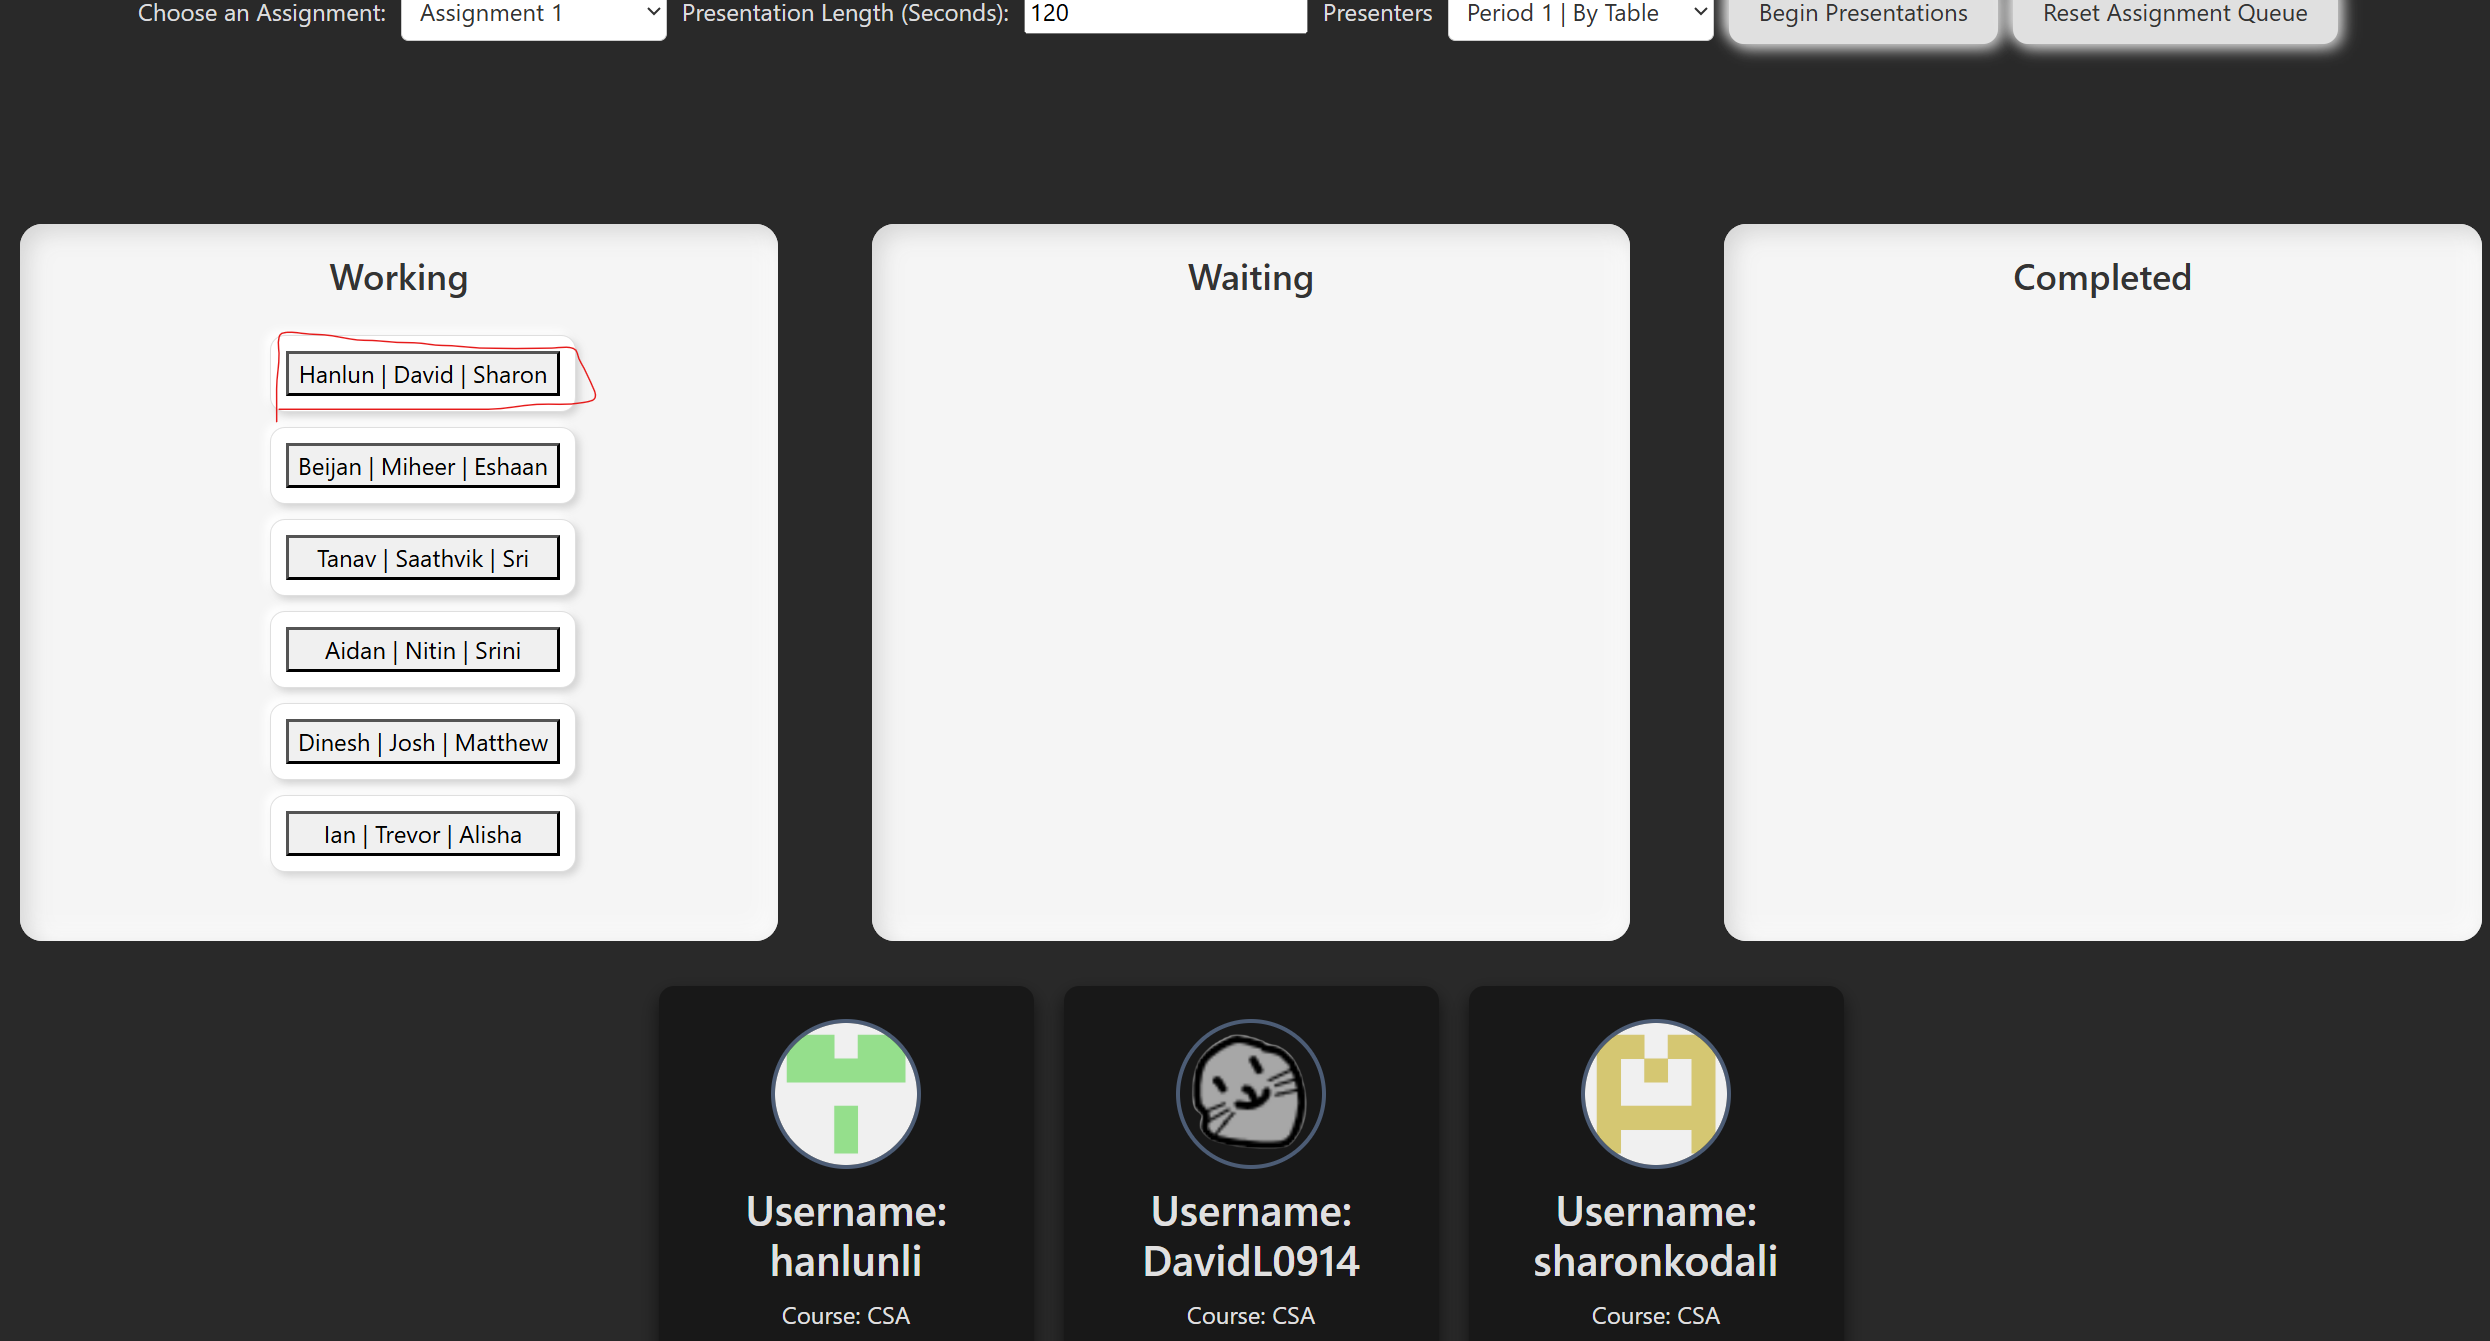 Choose an Assignment: Assignment 1 Presentation Length (Seconds): 120 Presenters Period 1 | By Table Begin Presentations Reset Assignment Queue
Working
Hanlun | David | Sharon
Beijan | Miheer | Eshaan
Tanav | Saathvik | Sri
Aidan | Nitin | Srini
Dinesh | Josh | Matthew
Ian | Trevor | Alisha
Waiting
Completed
Username:
hanlunli
Course: CSA
Username:
DavidL0914
Course: CSA
Username:
sharonkodali
Course: CSA